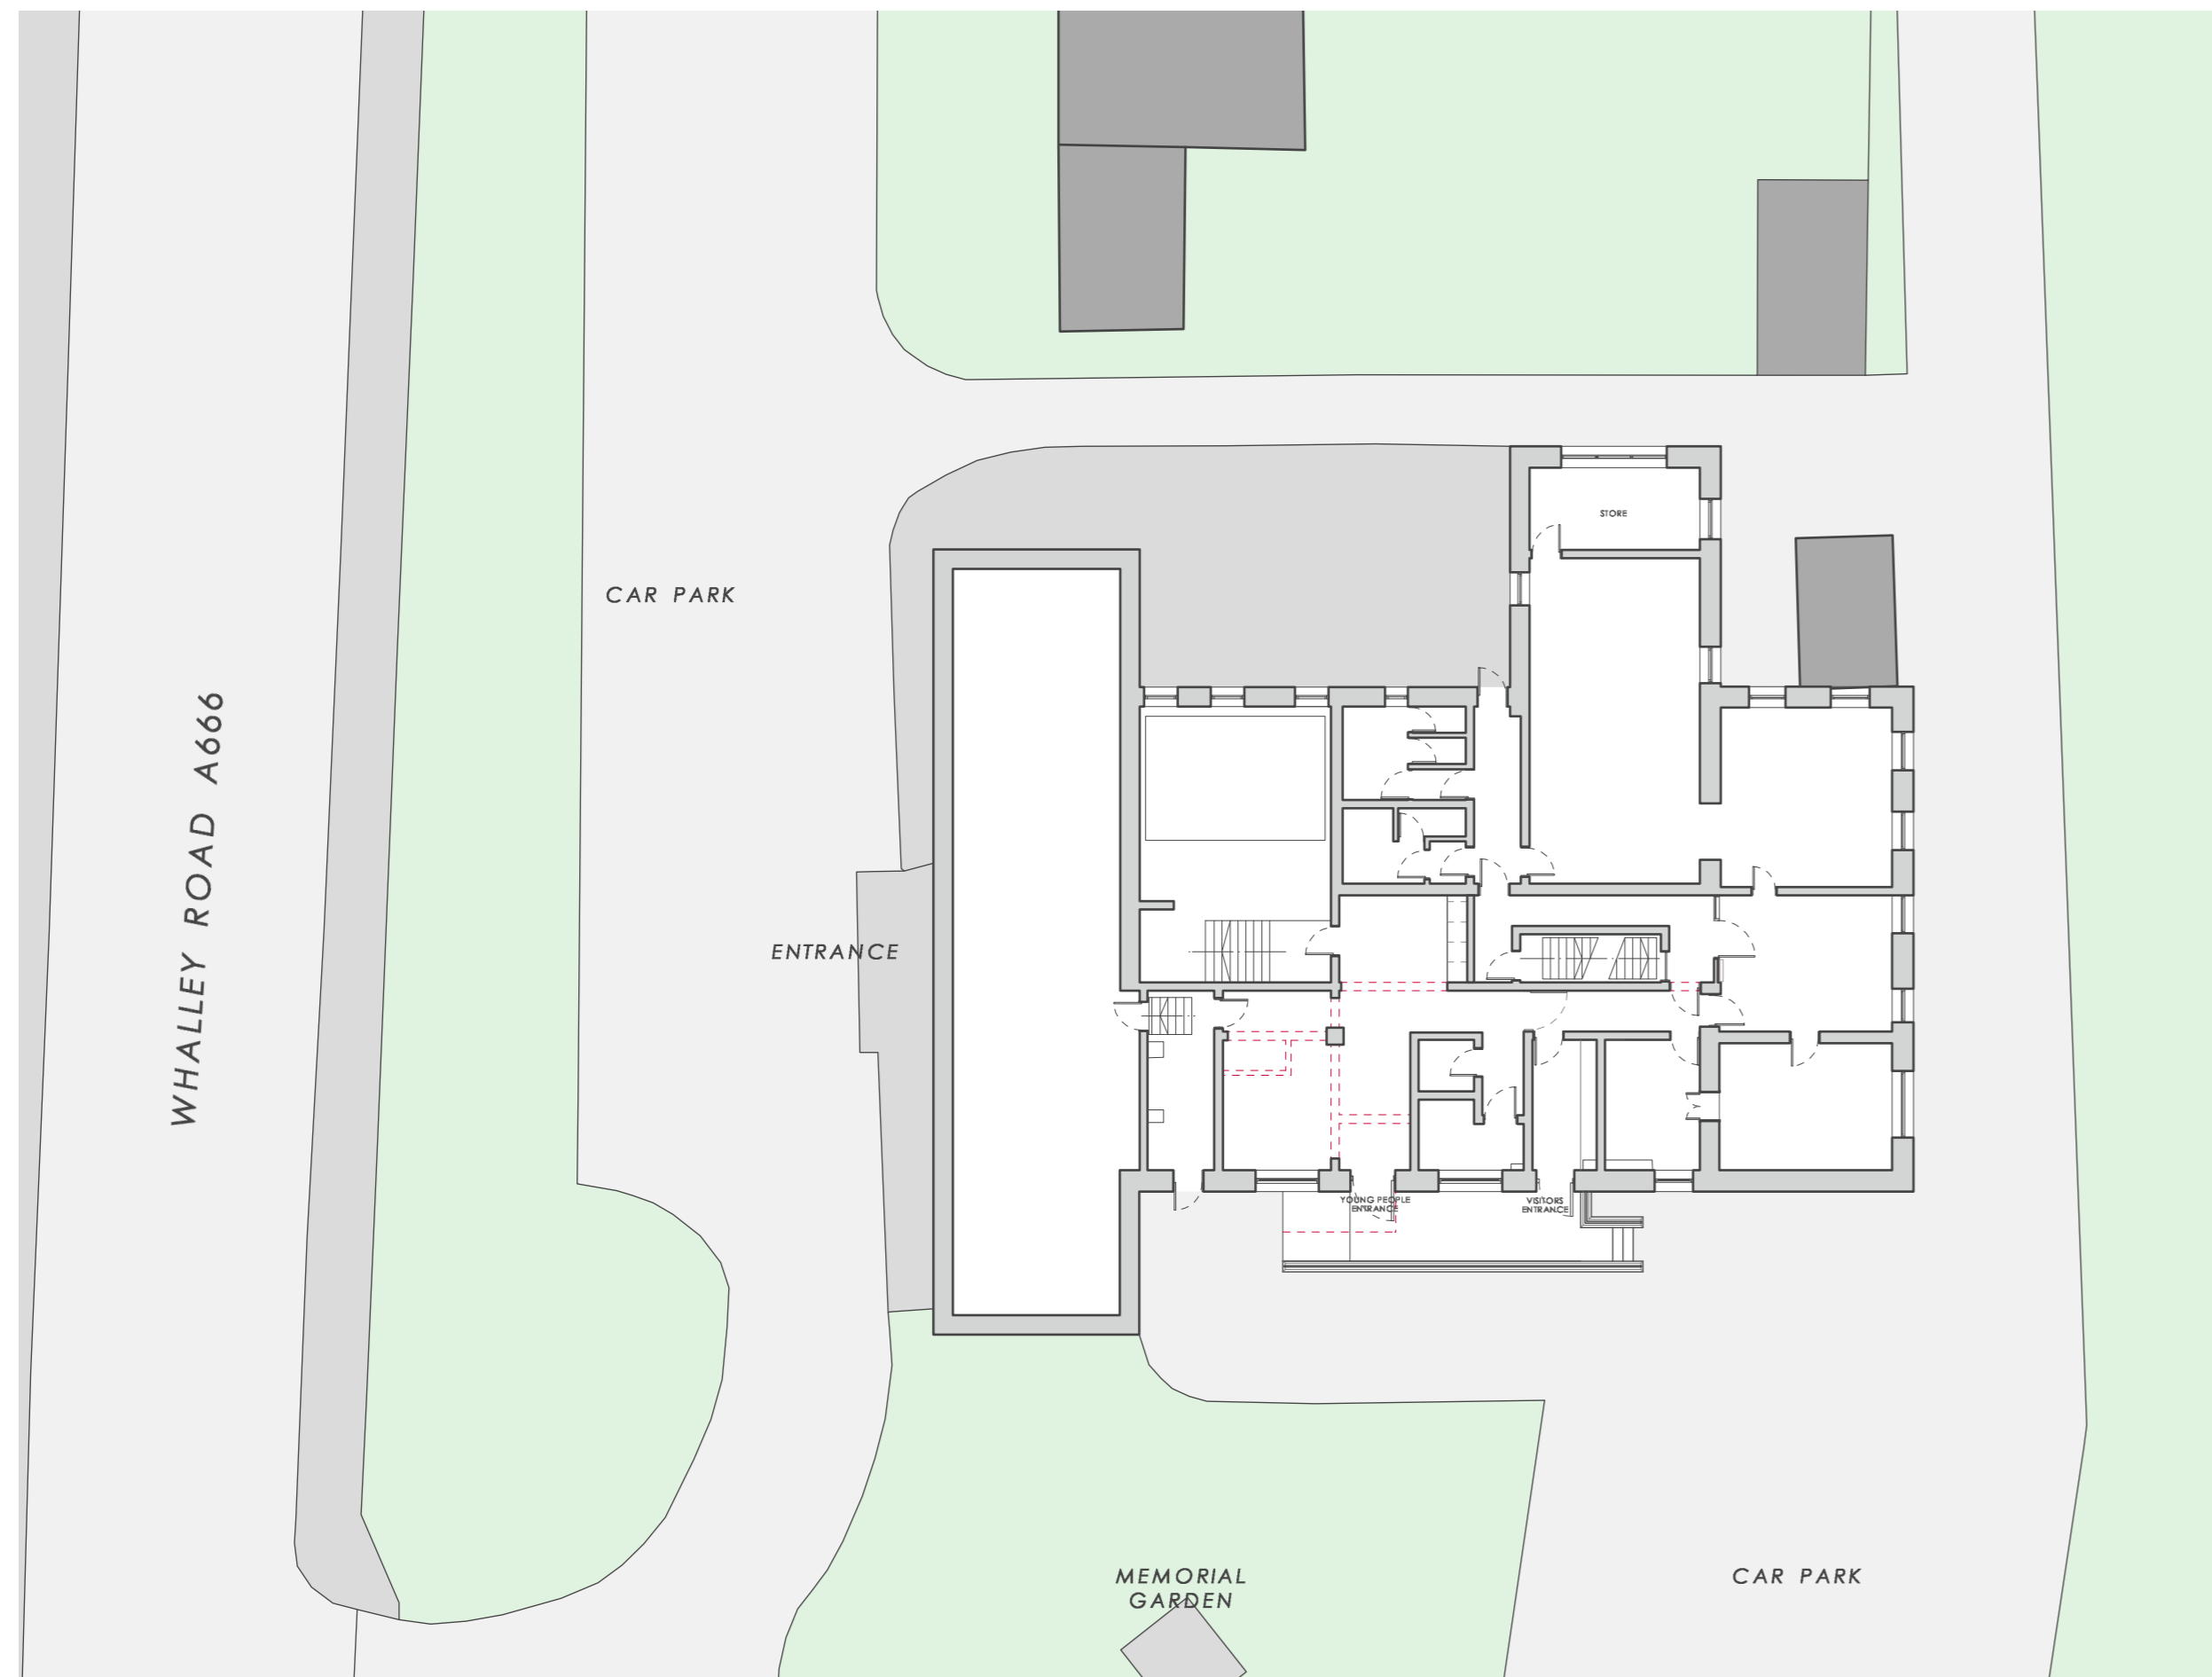 STORE
CAR PARK
WHALLEY ROAD A666
ENTRANCE
YOUNG PEOPLE
ENTRANCE
VISITORS
ENTRANCE
MEMORIAL
GARDEN
CAR PARK